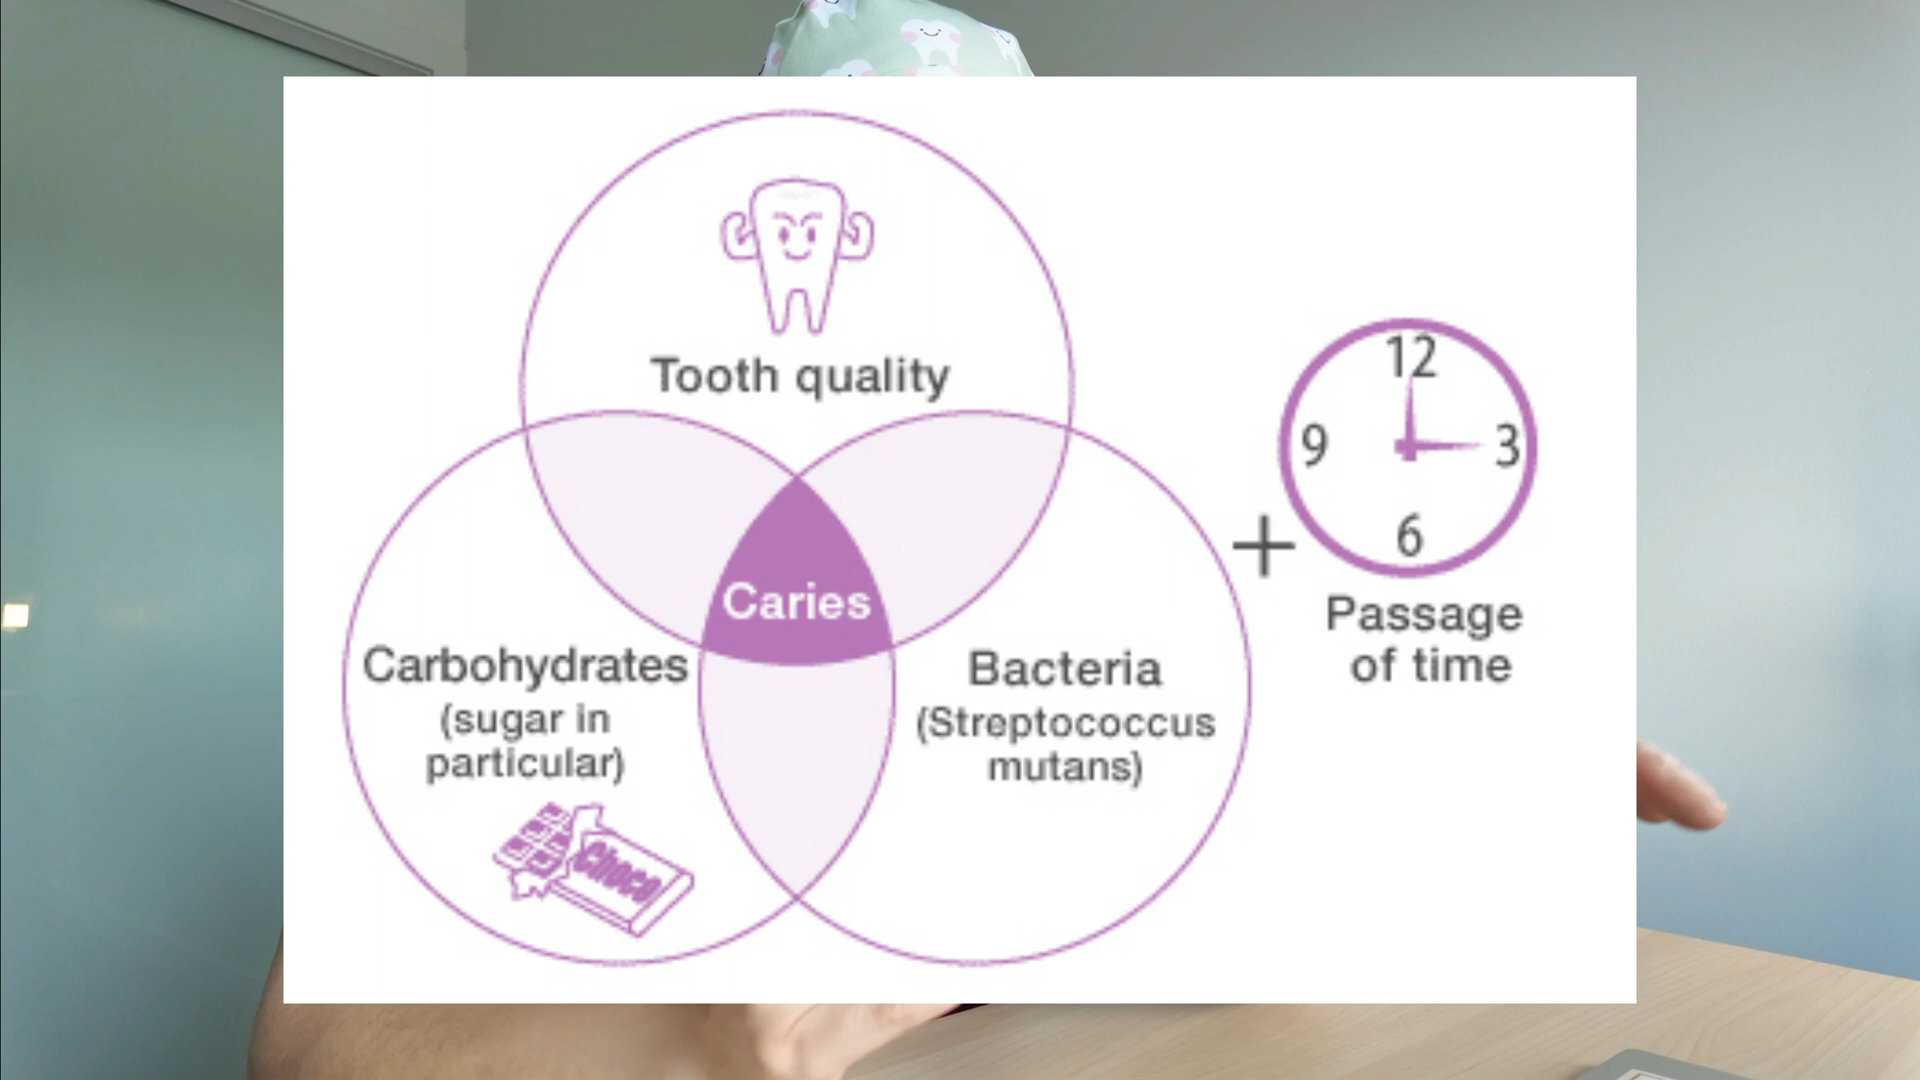 Tooth quality
12
9
3
6
Caries
Passage
of time
Carbohydrates
(sugar in
particular)
Bacteria
(Streptococcus
mutans)
+
Choco